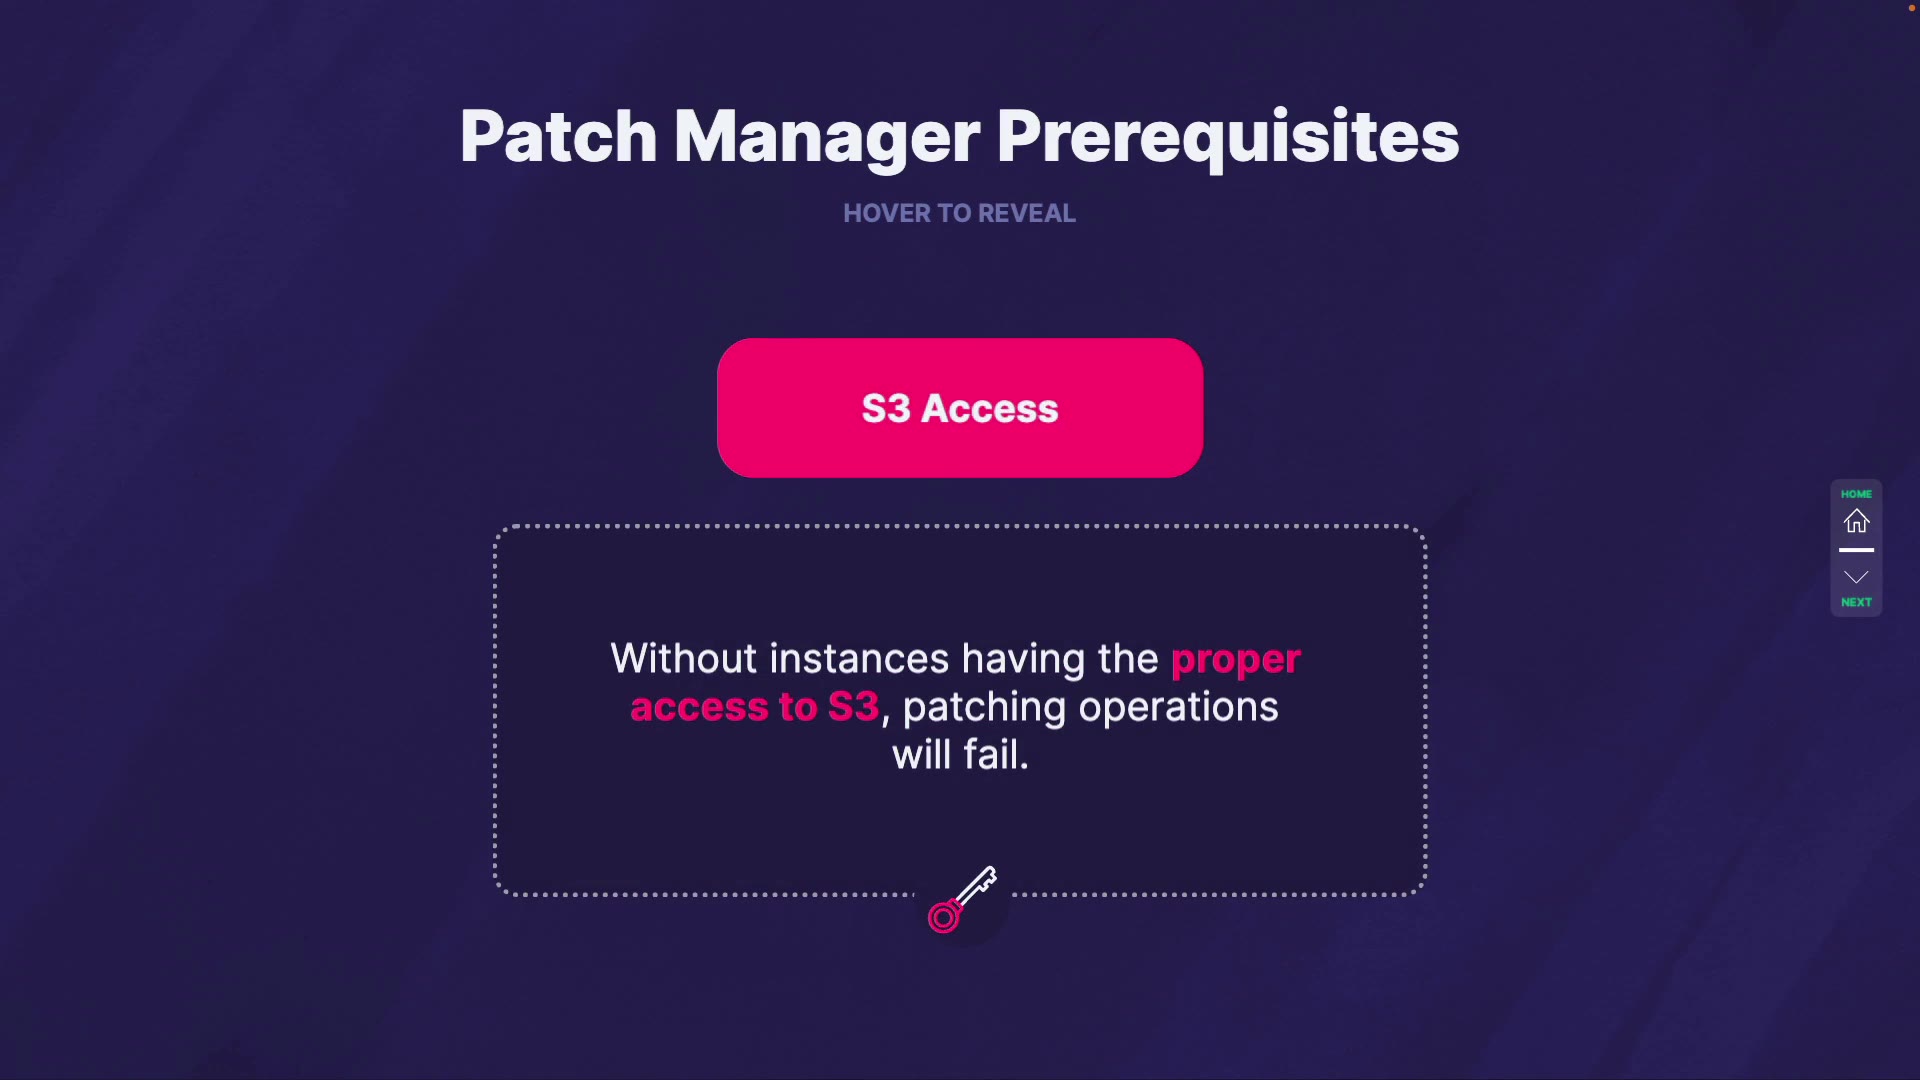 Patch Manager Prerequisites
HOVER TO REVEAL
S3 Access
Without instances having the proper
access to S3, patching operations
will fail.
HOME
NEXT